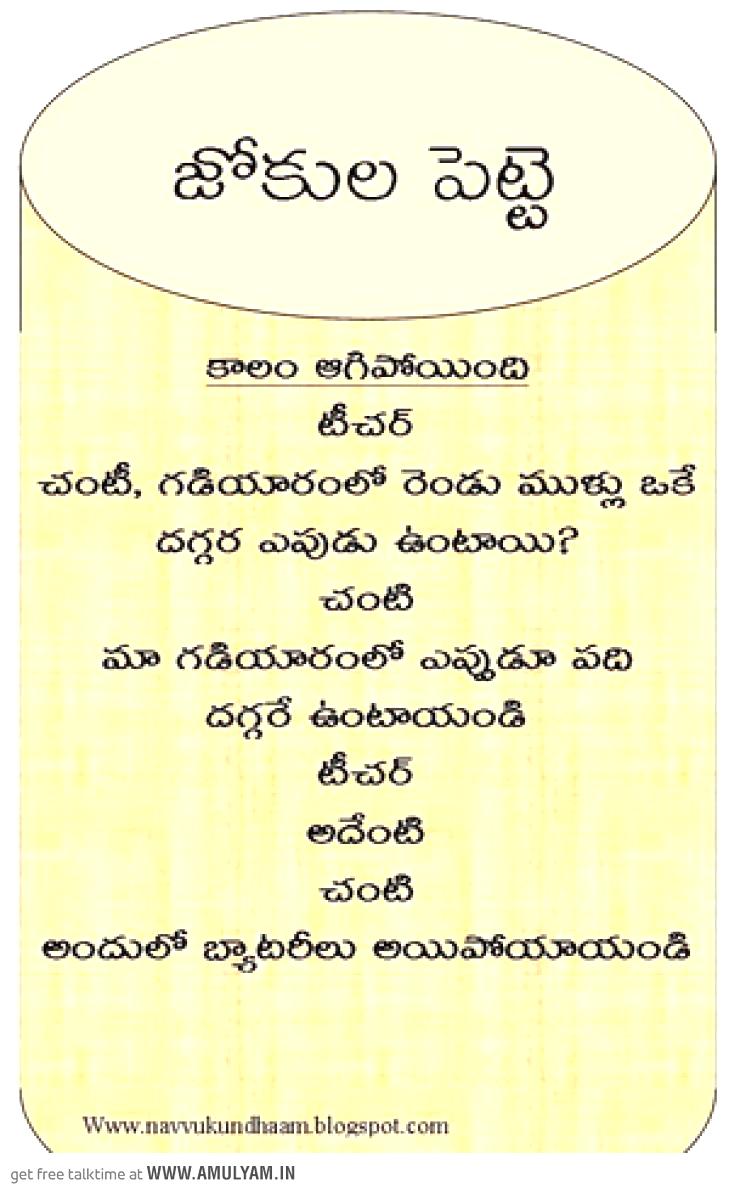 జోకుల పెట్టె
కాలం ఆగిపోయింది
టీచర్
చంటీ, గడియారంలో రెండు ముళ్లు ఒకే
దగ్గర ఎపుడు ఉంటాయి?
చంటి
మా గడియారంలో ఎప్పుడూ పది
దగ్గరే ఉంటాయండి
టీచర్
అదేంటి
చంటి
అందులో బ్యాటరీలు అయిపోయాయండి
Www.navvukundhaam.blogspot.com
get free talktime at WWW.AMULYAM.IN